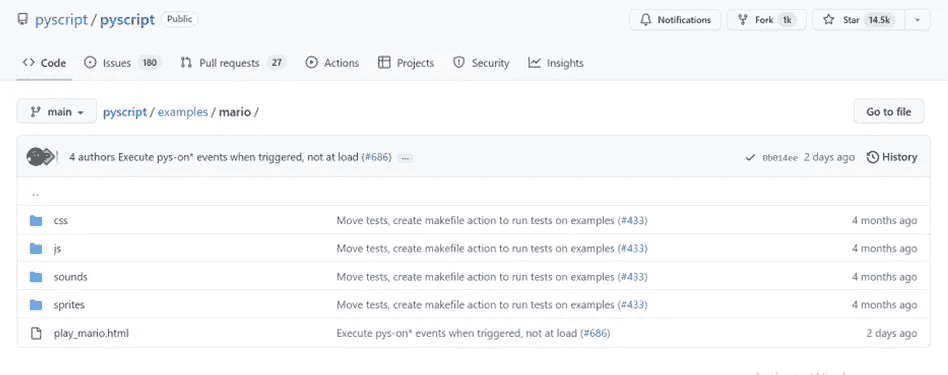 pyscript / pyscript Public Notifications Fork 1k Star 14.5k
Code Issues 180 Pull requests 27 Actions Projects Security Insights
main pyscript / examples / mario / Go to file
4 authors Execute pys-on* events when triggered, not at load (#686) ... 0b014ee 2 days ago History
..
css Move tests, create makefile action to run tests on examples (#433) 4 months ago
js Move tests, create makefile action to run tests on examples (#433) 4 months ago
sounds Move tests, create makefile action to run tests on examples (#433) 4 months ago
sprites Move tests, create makefile action to run tests on examples (#433) 4 months ago
play_mario.html Execute pys-on* events when triggered, not at load (#686) 2 days ago